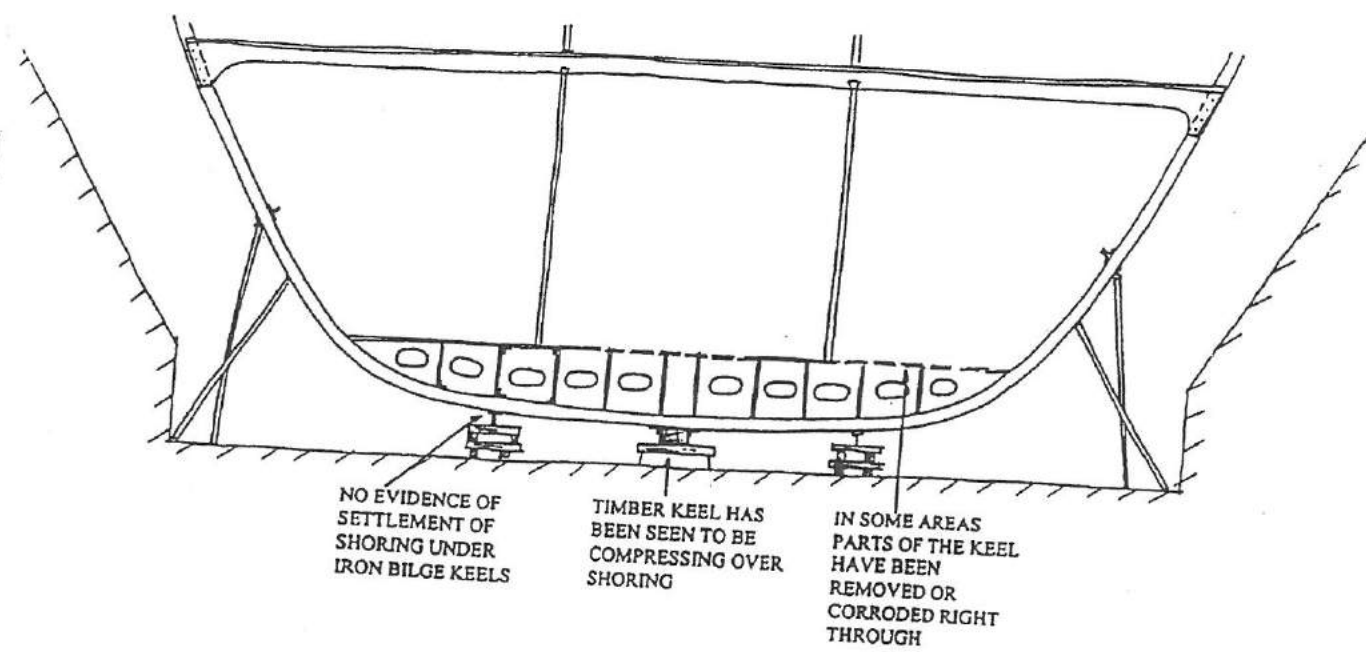 NO EVIDENCE OF
SETTLEMENT OF
SHORING UNDER
IRON BILGE KEELS
TIMBER KEEL HAS
BEEN SEEN TO BE
COMPRESSING OVER
SHORING
IN SOME AREAS
PARTS OF THE KEEL
HAVE BEEN
REMOVED OR
CORRODED RIGHT
THROUGH